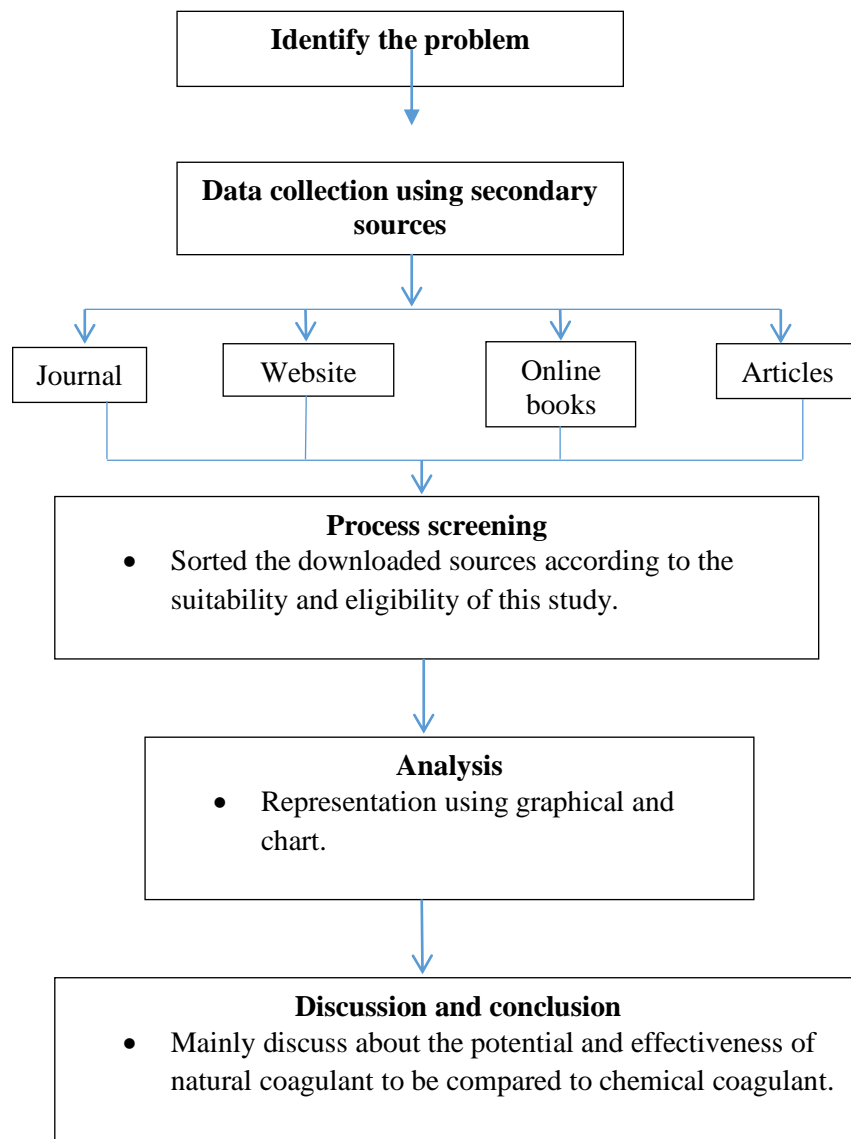 Identify the problem
Data collection using secondary
sources
Journal
Website
Online
books
Articles
Process screening
• Sorted the downloaded sources according to the
suitability and eligibility of this study.
Analysis
• Representation using graphical and
chart.
Discussion and conclusion
• Mainly discuss about the potential and effectiveness of
natural coagulant to be compared to chemical coagulant.